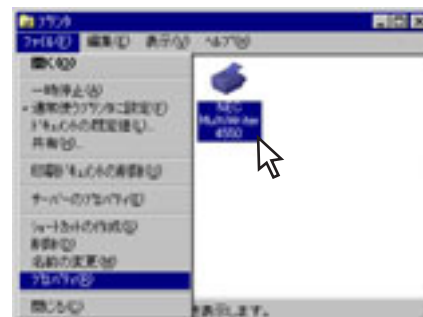 プリンタ
ファイル(F) 編集(E) 表示(V) ヘルプ(H)
開く(O)
一時停止(A)
通常使うプリンタに設定(E)
ドキュメントの既定値(U)...
共有(H)...
印刷ドキュメントの削除(U)
サーバーのプロパティ(R)
ショートカットの作成(S)
削除(D)
名前の変更(M)
プロパティ(R)
閉じる(C)
NEC
MultiWriter
4550
を表示します。